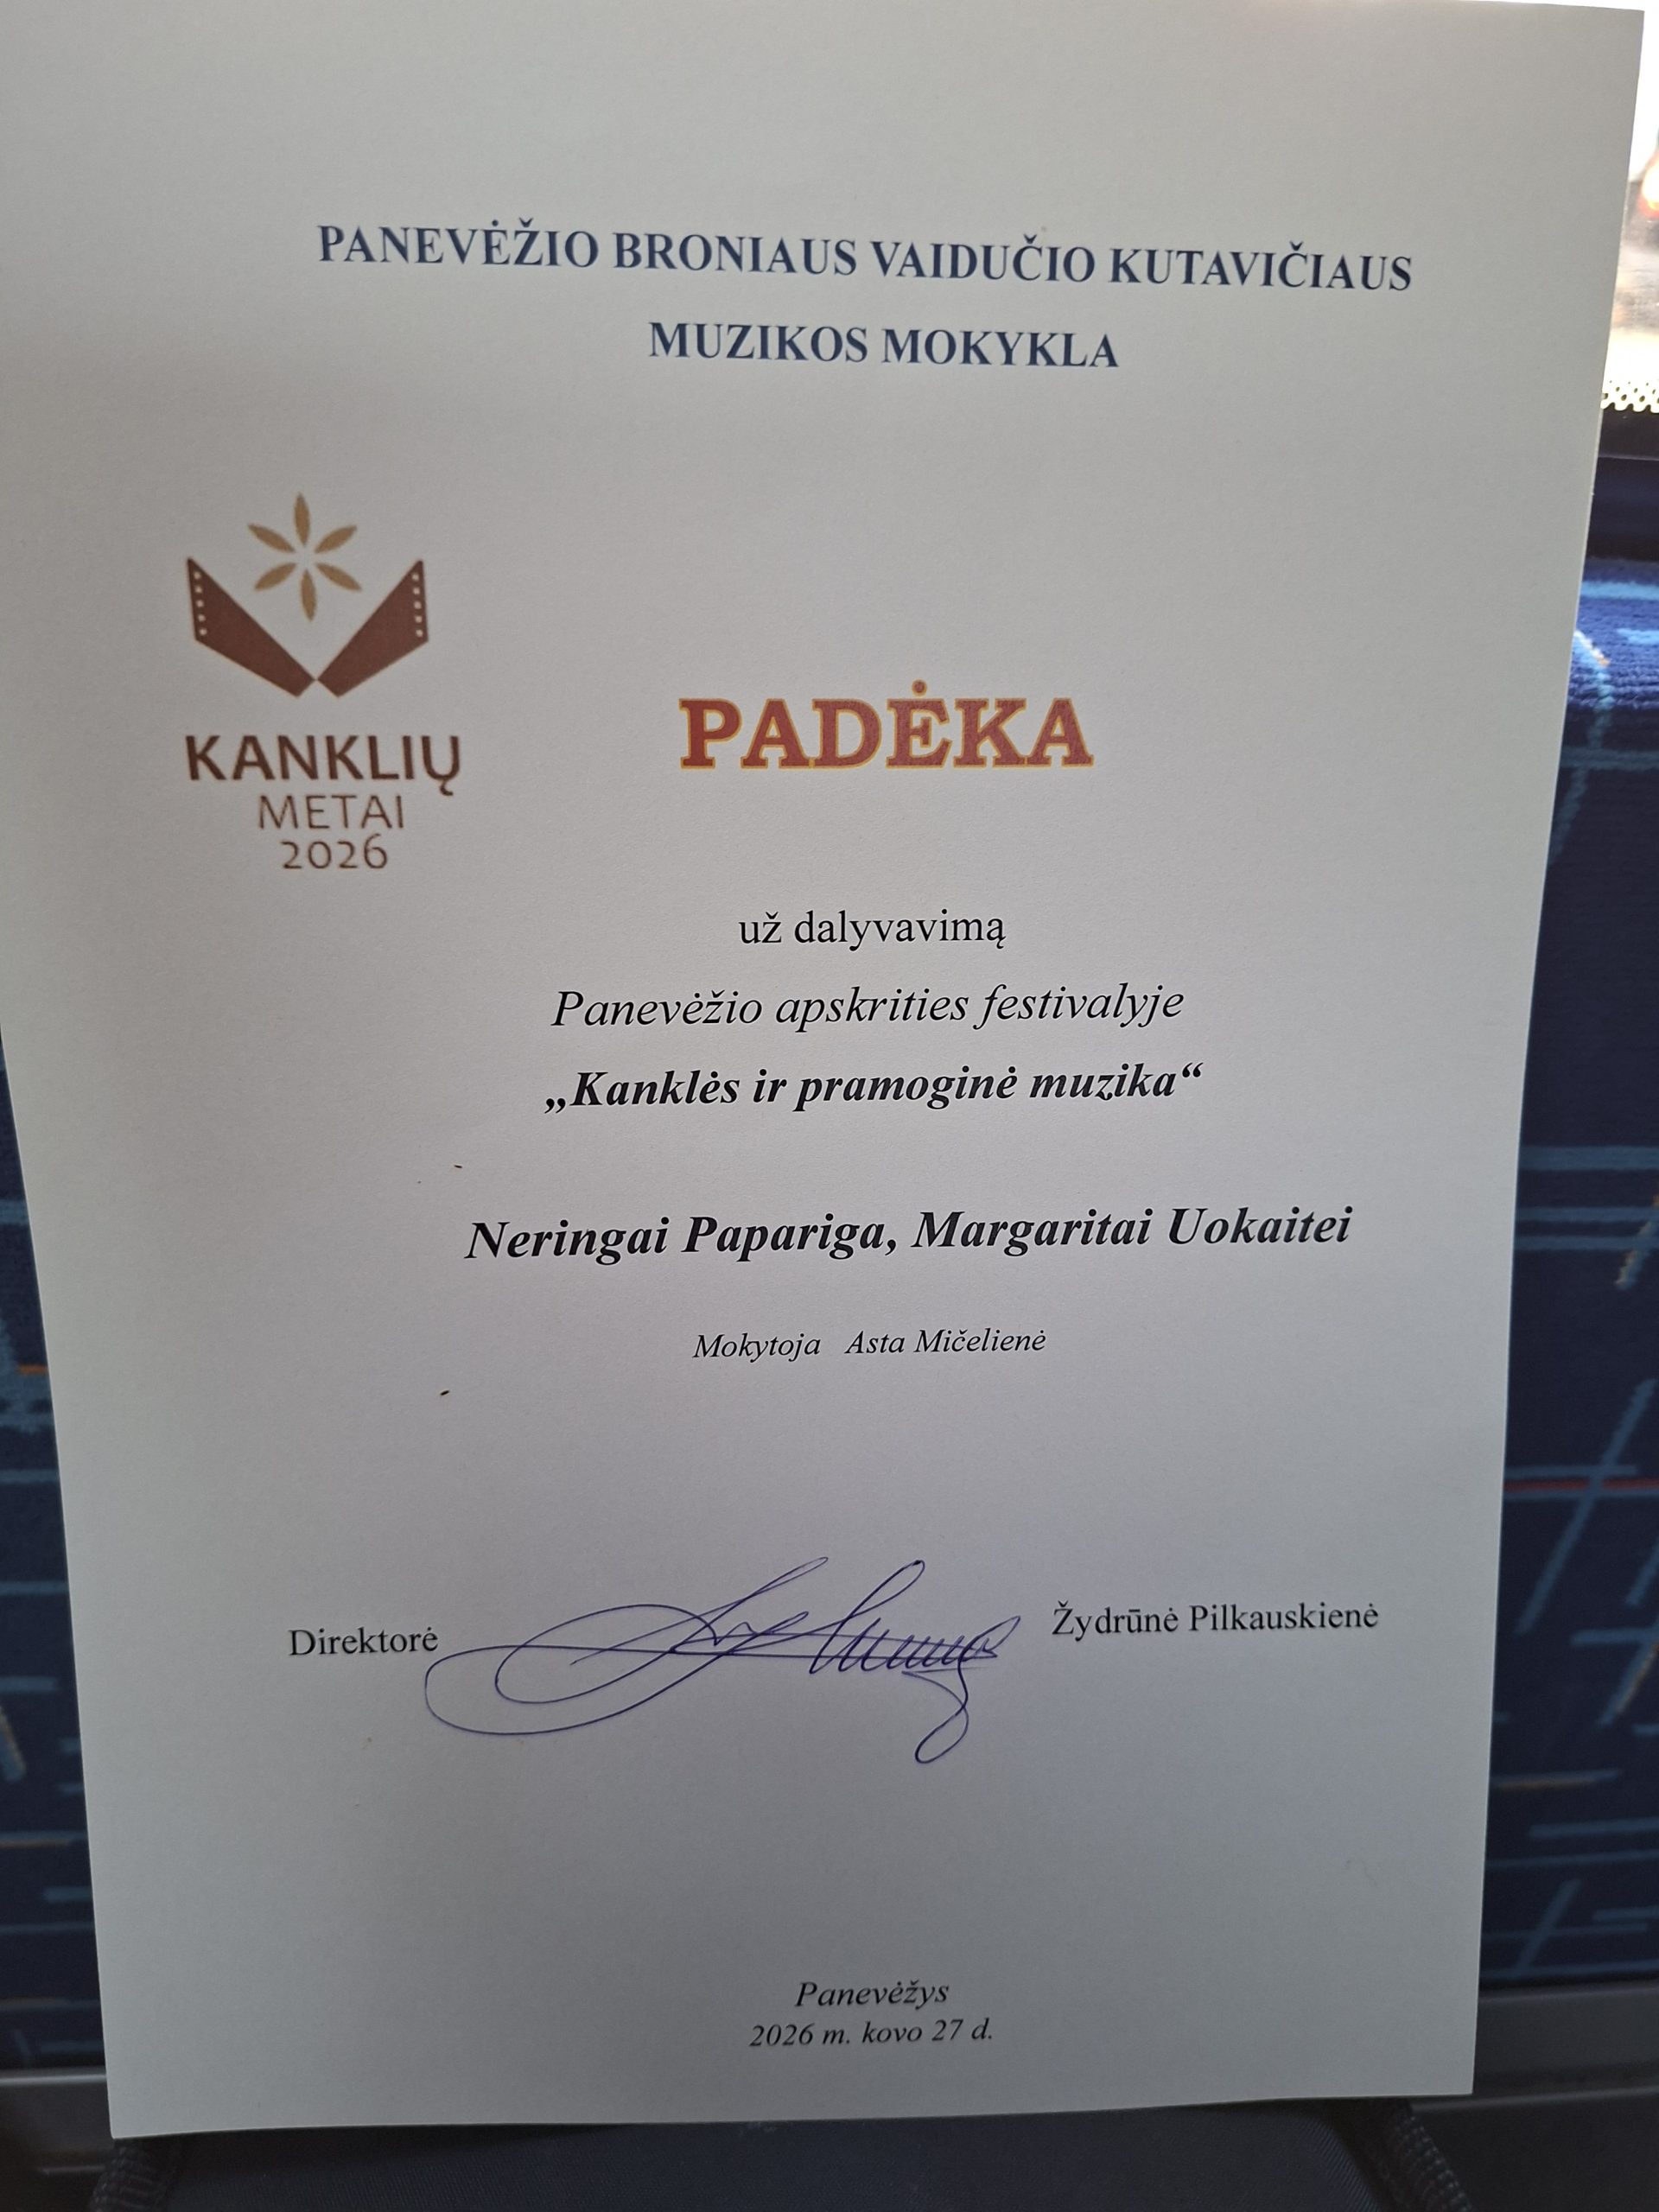 PANEVĖŽIO BRONIAUS VAIDUČIO KUTAVIČIAUS
MUZIKOS MOKYKLA
KANKLIŲ
METAI
2026
PADĖKA
už dalyvavimą
Panevėžio apskrities festivalyje
„Kanklės ir pramoginė muzika“
Neringai Papariga, Margaritai Uokaitei
Mokytoja Asta Mičelienė
Direktorė Žydrūnė Pilkauskienė
Panevėžys
2026 m. kovo 27 d.